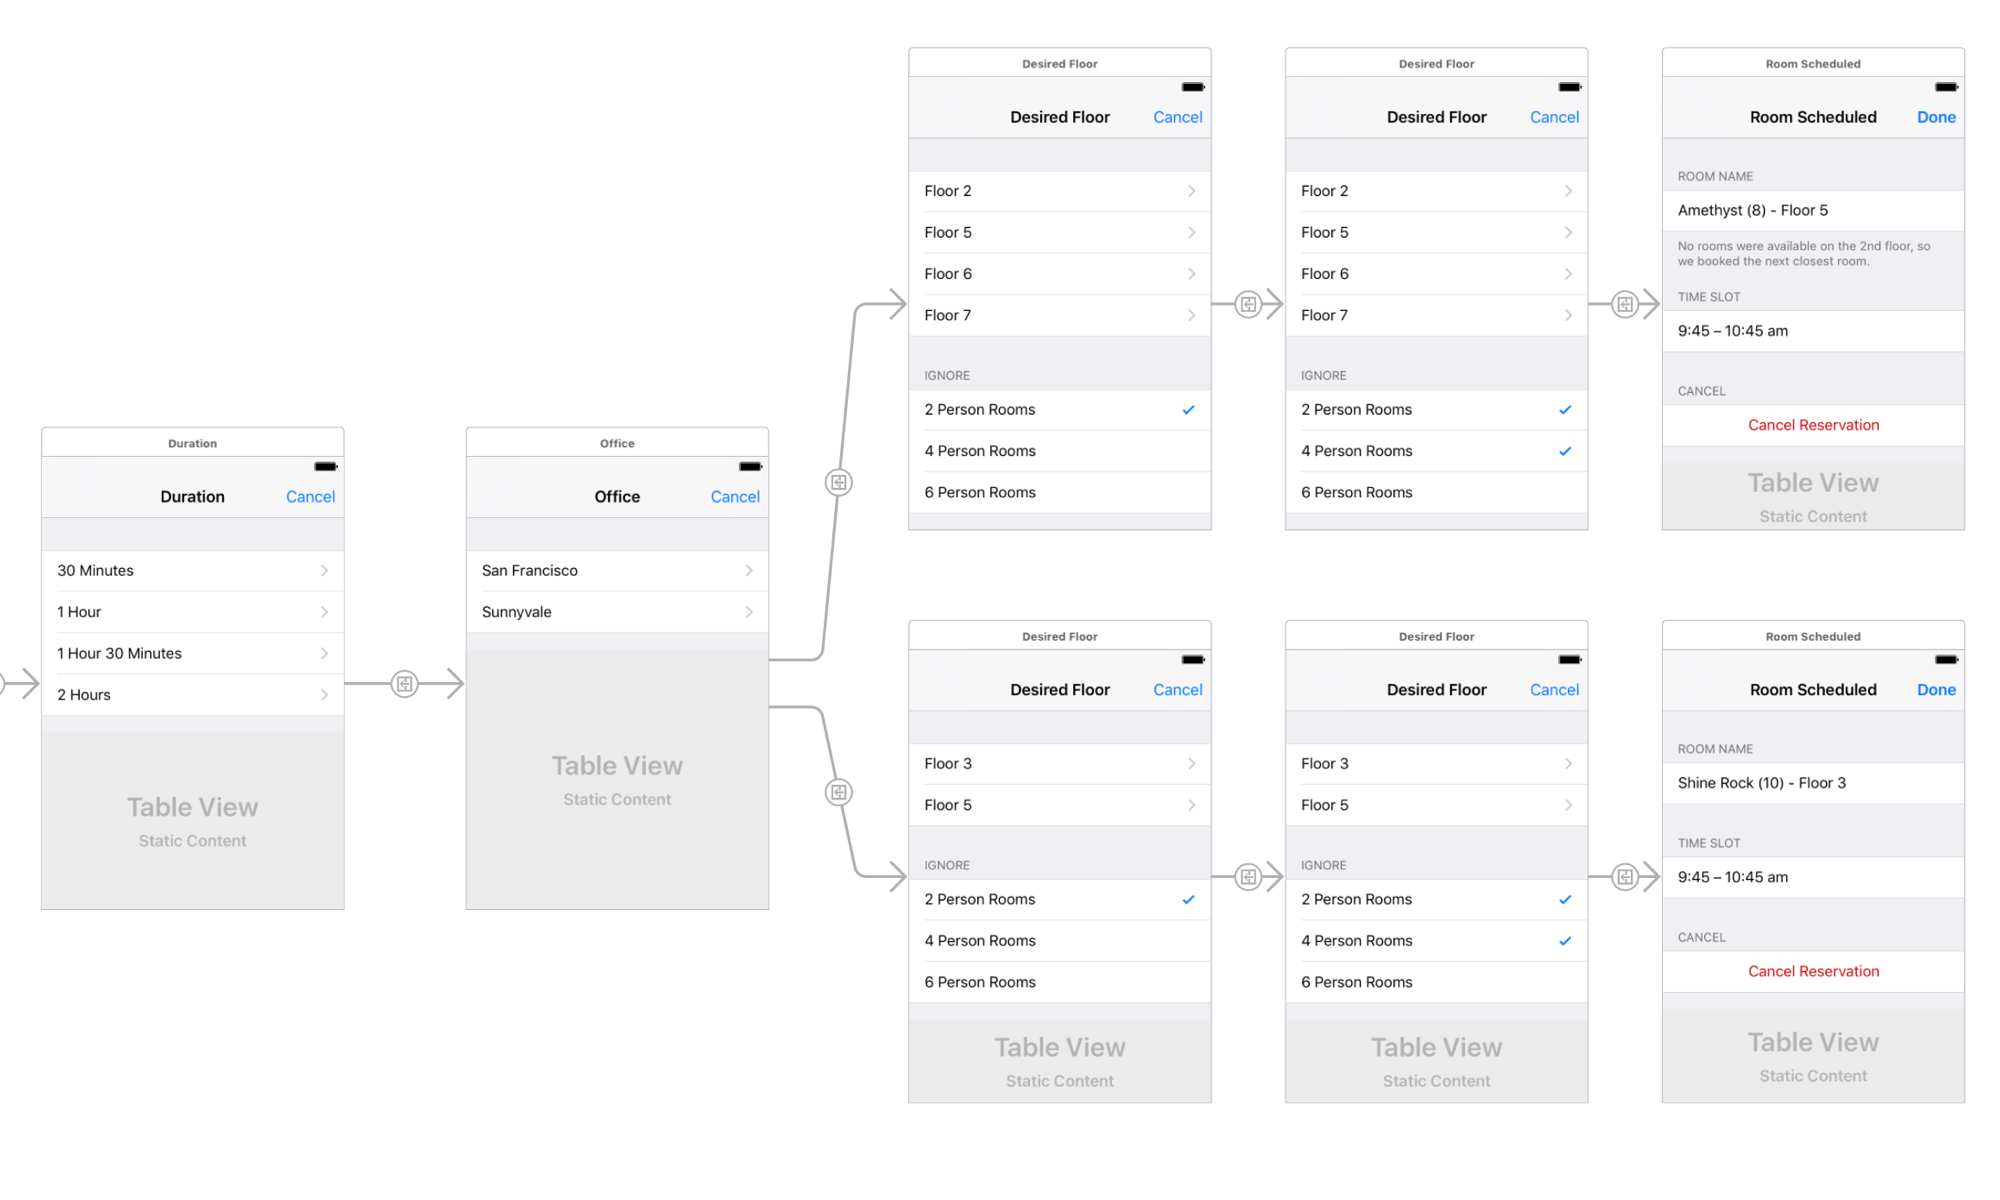 Duration
Duration Cancel
30 Minutes
1 Hour
1 Hour 30 Minutes
2 Hours
Table View
Static Content
Office
Office Cancel
San Francisco
Sunnyvale
Table View
Static Content
Desired Floor
Desired Floor Cancel
Floor 2
Floor 5
Floor 6
Floor 7
IGNORE
2 Person Rooms
4 Person Rooms
6 Person Rooms
Desired Floor
Desired Floor Cancel
Floor 2
Floor 5
Floor 6
Floor 7
IGNORE
2 Person Rooms
4 Person Rooms
6 Person Rooms
Room Scheduled
Room Scheduled Done
ROOM NAME
Amethyst (8) - Floor 5
No rooms were available on the 2nd floor, so
we booked the next closest room.
TIME SLOT
9:45 – 10:45 am
CANCEL
Cancel Reservation
Table View
Static Content
Desired Floor
Desired Floor Cancel
Floor 3
Floor 5
IGNORE
2 Person Rooms
4 Person Rooms
6 Person Rooms
Table View
Static Content
Desired Floor
Desired Floor Cancel
Floor 3
Floor 5
IGNORE
2 Person Rooms
4 Person Rooms
6 Person Rooms
Table View
Static Content
Room Scheduled
Room Scheduled Done
ROOM NAME
Shine Rock (10) - Floor 3
TIME SLOT
9:45 – 10:45 am
CANCEL
Cancel Reservation
Table View
Static Content